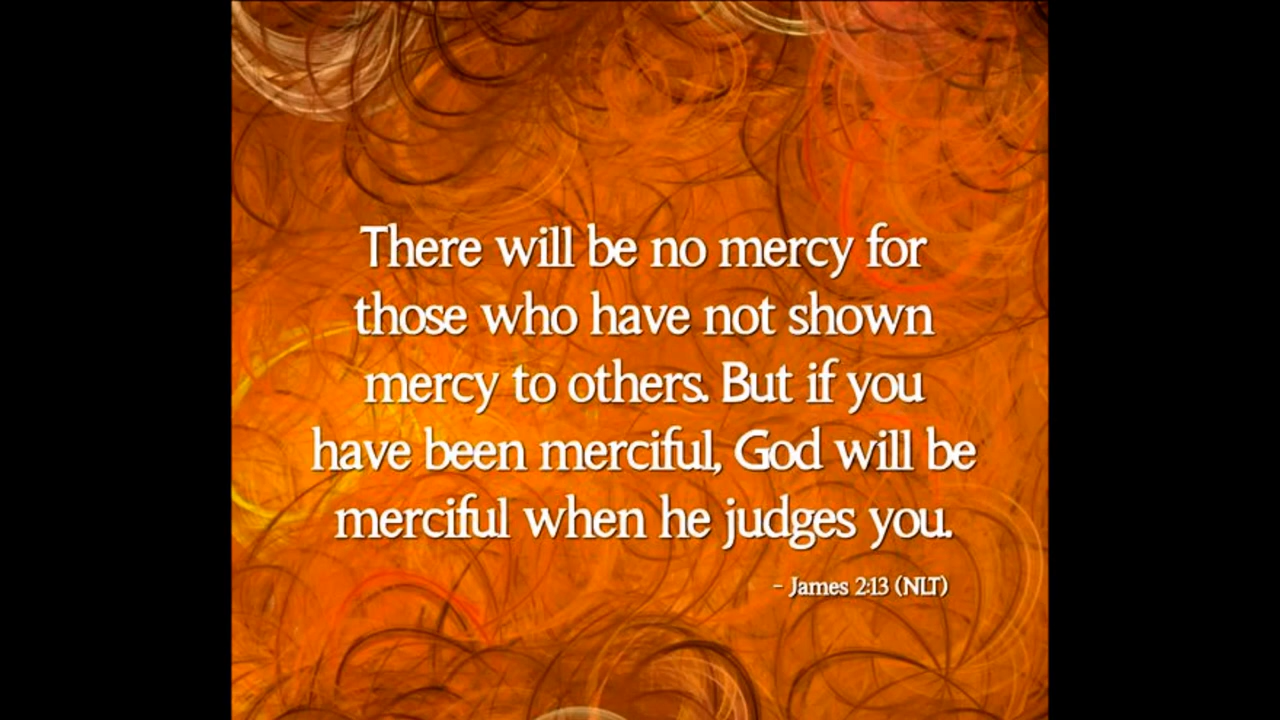 There will be no mercy for
those who have not shown
mercy to others. But if you
have been merciful, God will be
merciful when he judges you.
- James 2:13 (NLT)